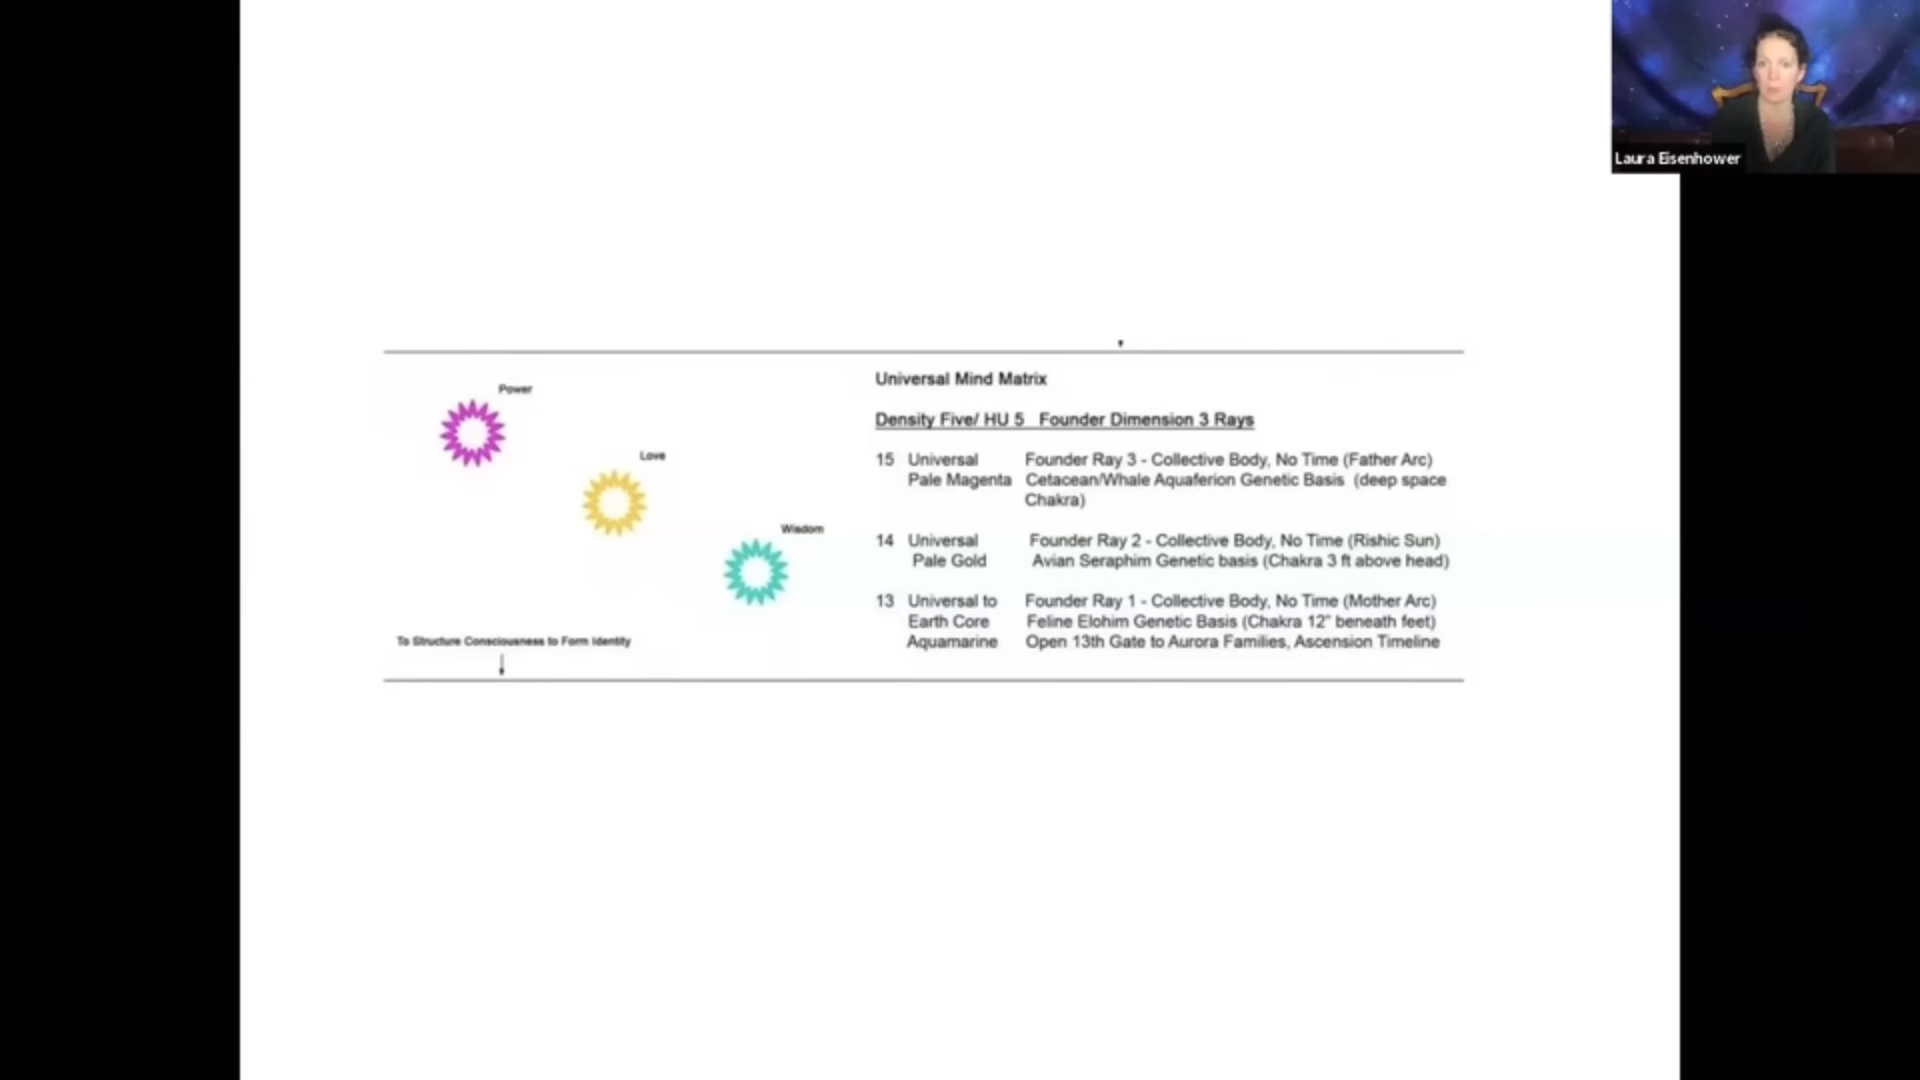 Laura Eisenhower
Power
Love
Wisdom
To Structure Consciousness to Form Identity
Universal Mind Matrix
Density Five/ HU 5 Founder Dimension 3 Rays
15 Universal Founder Ray 3 - Collective Body, No Time (Father Arc)
Pale Magenta Cetacean/Whale Aquaferion Genetic Basis (deep space
Chakra)
14 Universal Founder Ray 2 - Collective Body, No Time (Rishic Sun)
Pale Gold Avian Seraphim Genetic basis (Chakra 3 ft above head)
13 Universal to Founder Ray 1 - Collective Body, No Time (Mother Arc)
Earth Core Feline Elohim Genetic Basis (Chakra 12" beneath feet)
Aquamarine Open 13th Gate to Aurora Families, Ascension Timeline